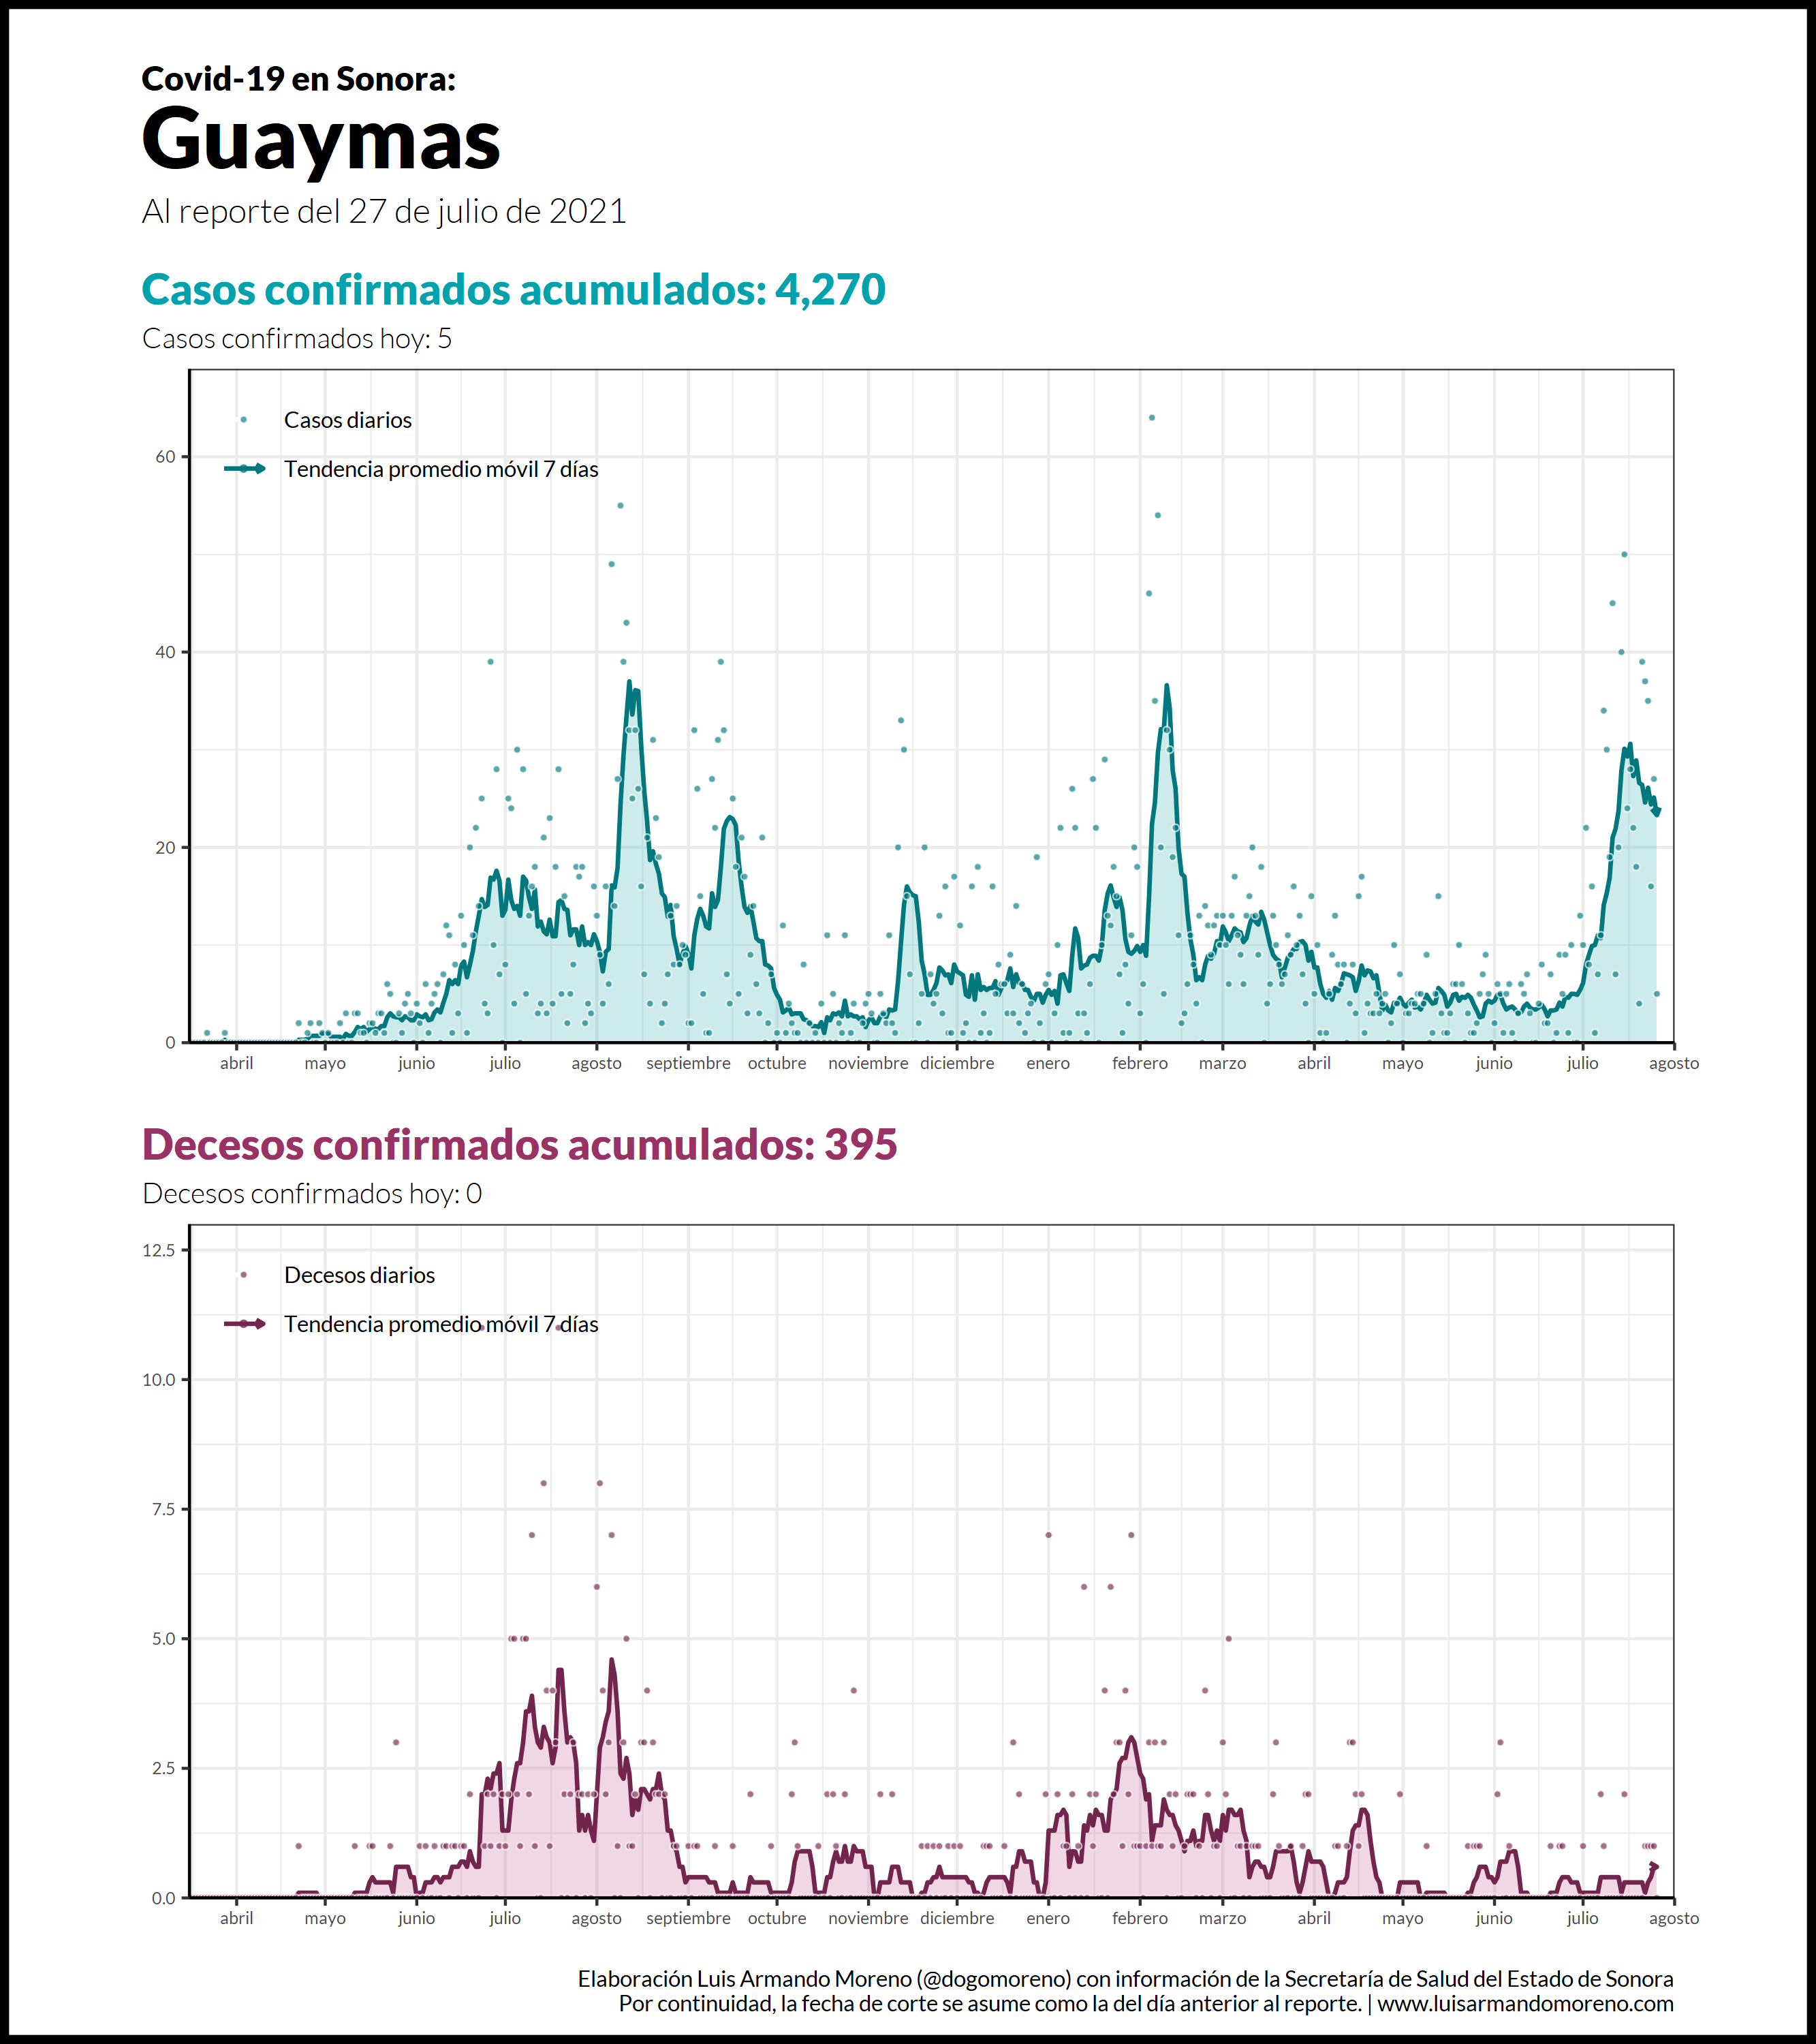 Covid-19 en Sonora:
Guaymas
Al reporte del 27 de julio de 2021
Casos confirmados acumulados: 4,270
Casos confirmados hoy: 5
Casos diarios
Tendencia promedio móvil 7 días
60
40
20
0
abril mayo junio julio agosto septiembre octubre noviembre diciembre enero febrero marzo abril mayo junio julio agosto
Decesos confirmados acumulados: 395
Decesos confirmados hoy: 0
12.5
Decesos diarios
Tendencia promedio móvil 7 días
10.0
7.5
5.0
2.5
0.0
abril mayo junio julio agosto septiembre octubre noviembre diciembre enero febrero marzo abril mayo junio julio agosto
Elaboración Luis Armando Moreno (@dogomoreno) con información de la Secretaría de Salud del Estado de Sonora
Por continuidad, la fecha de corte se asume como la del día anterior al reporte. | www.luisarmandomoreno.com